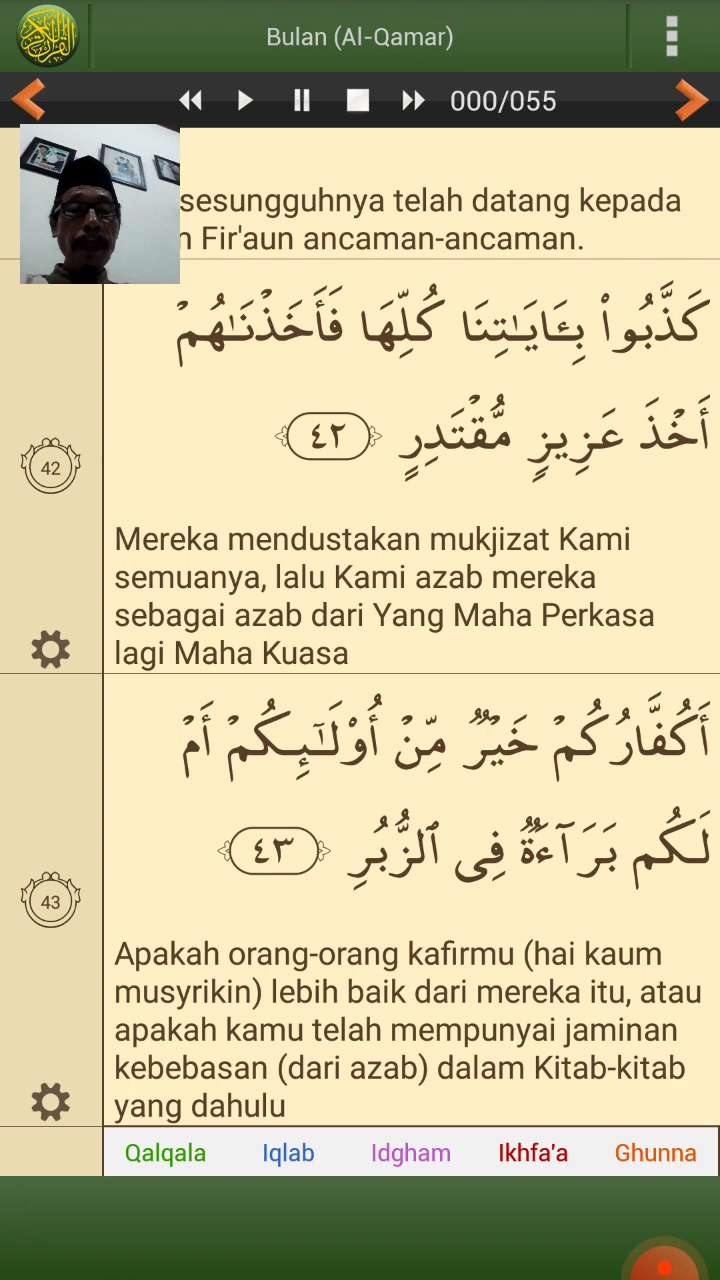 Bulan (Al-Qamar)
000/055
sesungguhnya telah datang kepada
n Fir'aun ancaman-ancaman.
كَذَّبُوا۟ بِـَٔايَـٰتِنَا كُلِّهَا فَأَخَذْنَـٰهُمْ
أَخْذَ عَزِيزٍ مُّقْتَدِرٍ ٤٢
42
Mereka mendustakan mukjizat Kami
semuanya, lalu Kami azab mereka
sebagai azab dari Yang Maha Perkasa
lagi Maha Kuasa
أَكُفَّارُكُمْ خَيْرٌ مِّنْ أُو۟لَـٰٓئِكُمْ أَمْ
لَكُم بَرَآءَةٌ فِى ٱلزُّبُرِ ٤٣
43
Apakah orang-orang kafirmu (hai kaum
musyrikin) lebih baik dari mereka itu, atau
apakah kamu telah mempunyai jaminan
kebebasan (dari azab) dalam Kitab-kitab
yang dahulu
Qalqala Iqlab Idgham Ikhfa'a Ghunna